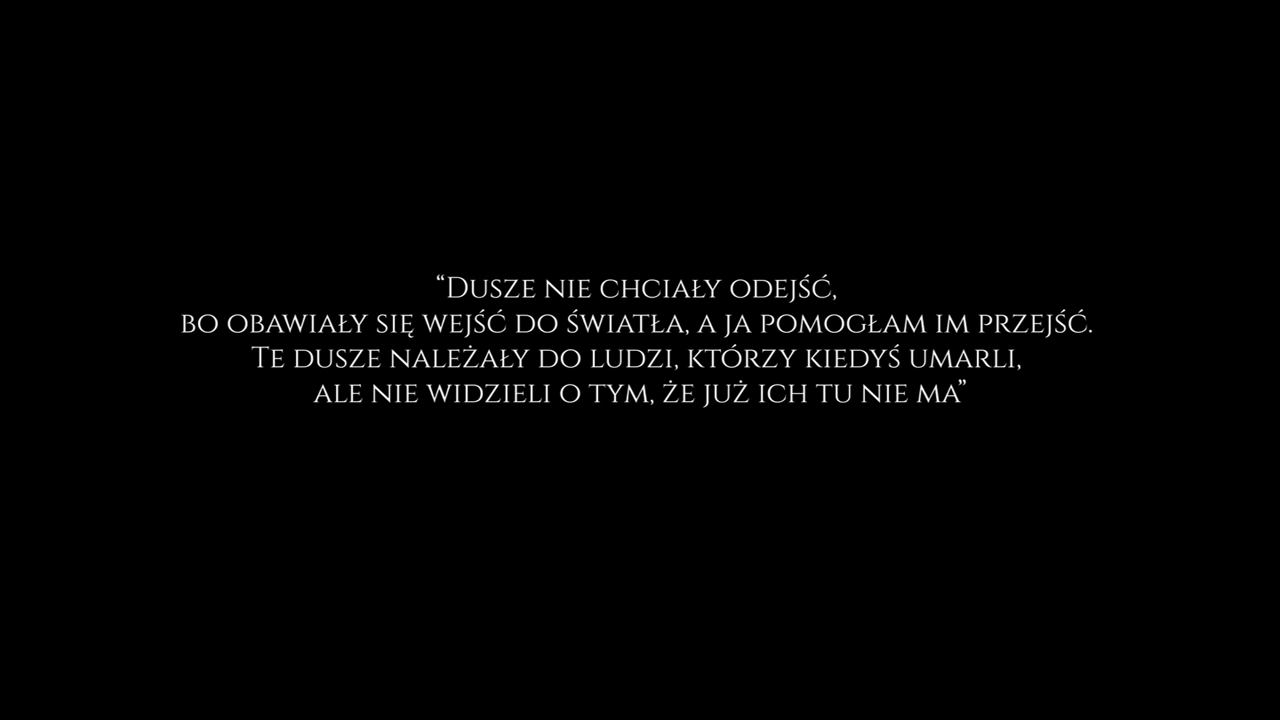 “Dusze nie chciały odejść,
bo obawiały się wejść do światła, a ja pomogłam im przejść.
Te dusze należały do ludzi, którzy kiedyś umarli,
ale nie widzieli o tym, że już ich tu nie ma”